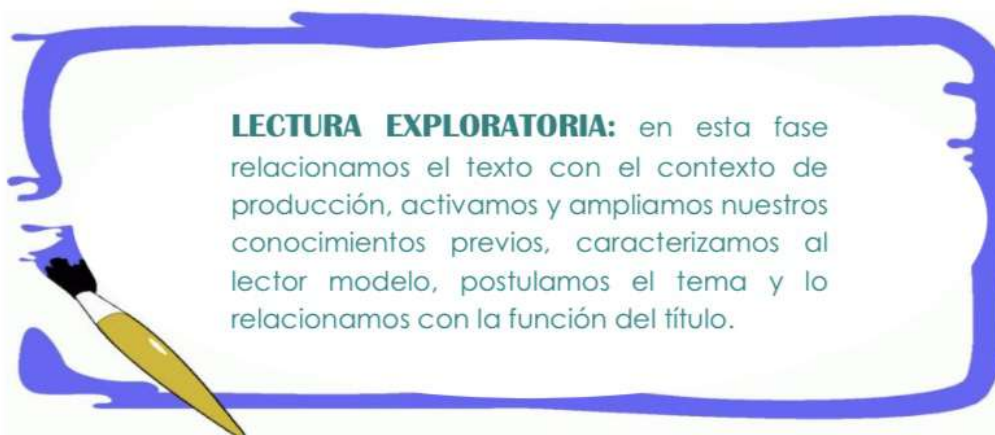 LECTURA EXPLORATORIA: en esta fase
relacionamos el texto con el contexto de
producción, activamos y ampliamos nuestros
conocimientos previos, caracterizamos al
lector modelo, postulamos el tema y lo
relacionamos con la función del título.